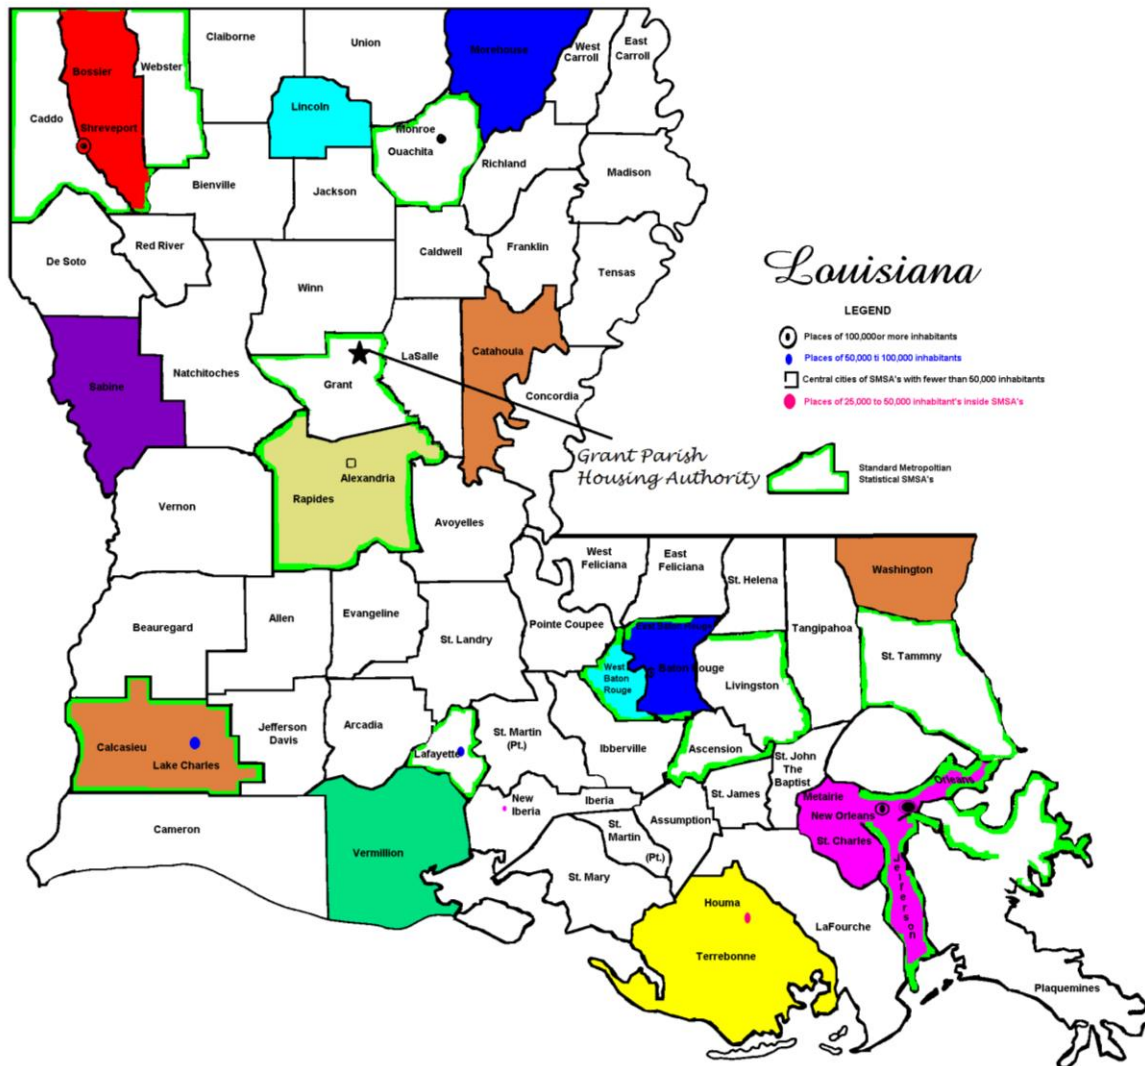 Claiborne
Union
West
Carroll
East
Carroll
Morehouse
Bossier
Webster
Lincoln
Caddo
Shreveport
Monroe
Ouachita
Richland
Madison
Bienville
Jackson
Red River
Caldwell
Franklin
De Soto
Tensas
Winn
Louisiana
LEGEND
Places of 100,000or more inhabitants
Places of 50,000 ti 100,000 inhabitants
Central cities of SMSA's with fewer than 50,000 inhabitants
Places of 25,000 to 50,000 inhabitant's inside SMSA's
Standard Metropoltian
Statistical SMSA's
LaSalle
Catahoula
Natchitoches
Sabine
Grant
Concordia
Grant Parish
Housing Authority
Alexandria
Rapides
Vernon
Avoyelles
West
Feliciana
East
Feliciana
St. Helena
Washington
Beauregard
Allen
Evangeline
St. Landry
Pointe Coupee
East Baton Rouge
Tangipahoa
St. Tammny
West
Baton
Rouge
Baton Rouge
Livingston
Calcasieu
Lake Charles
Jefferson
Davis
Arcadia
Lafayette
St. Martin
(Pt.)
Ibberville
Ascension
St. John
The
Baptist
Orleans
Metairie
New Orleans
St. Charles
Jefferson
New
Iberia
Iberia
St. James
Assumption
St.
Martin
(Pt.)
Cameron
Vermillion
St. Mary
Houma
Terrebonne
LaFourche
Plaquemines